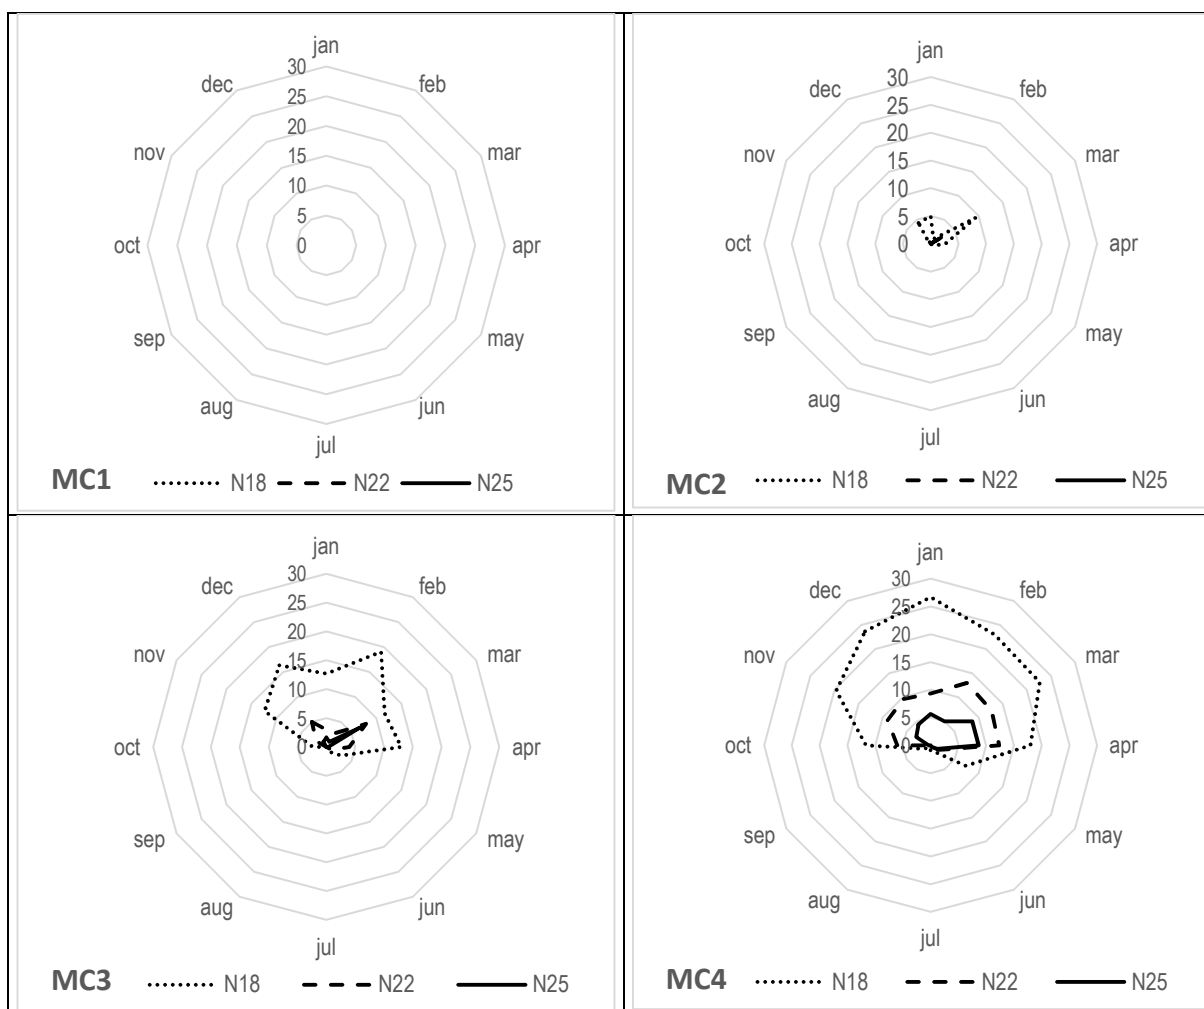 jan
30
dec
feb
25
20
nov
mar
15
10
5
oct
0
apr
sep
may
aug
jun
jul
MC1 N18 N22 N25
jan
30
dec
feb
25
20
nov
mar
15
10
5
oct
0
apr
sep
may
aug
jun
jul
MC2 N18 N22 N25
jan
30
dec
feb
25
20
nov
mar
15
10
5
oct
0
apr
sep
may
aug
jun
jul
MC3 N18 N22 N25
jan
30
dec
feb
25
20
nov
mar
15
10
5
oct
0
apr
sep
may
aug
jun
jul
MC4 N18 N22 N25